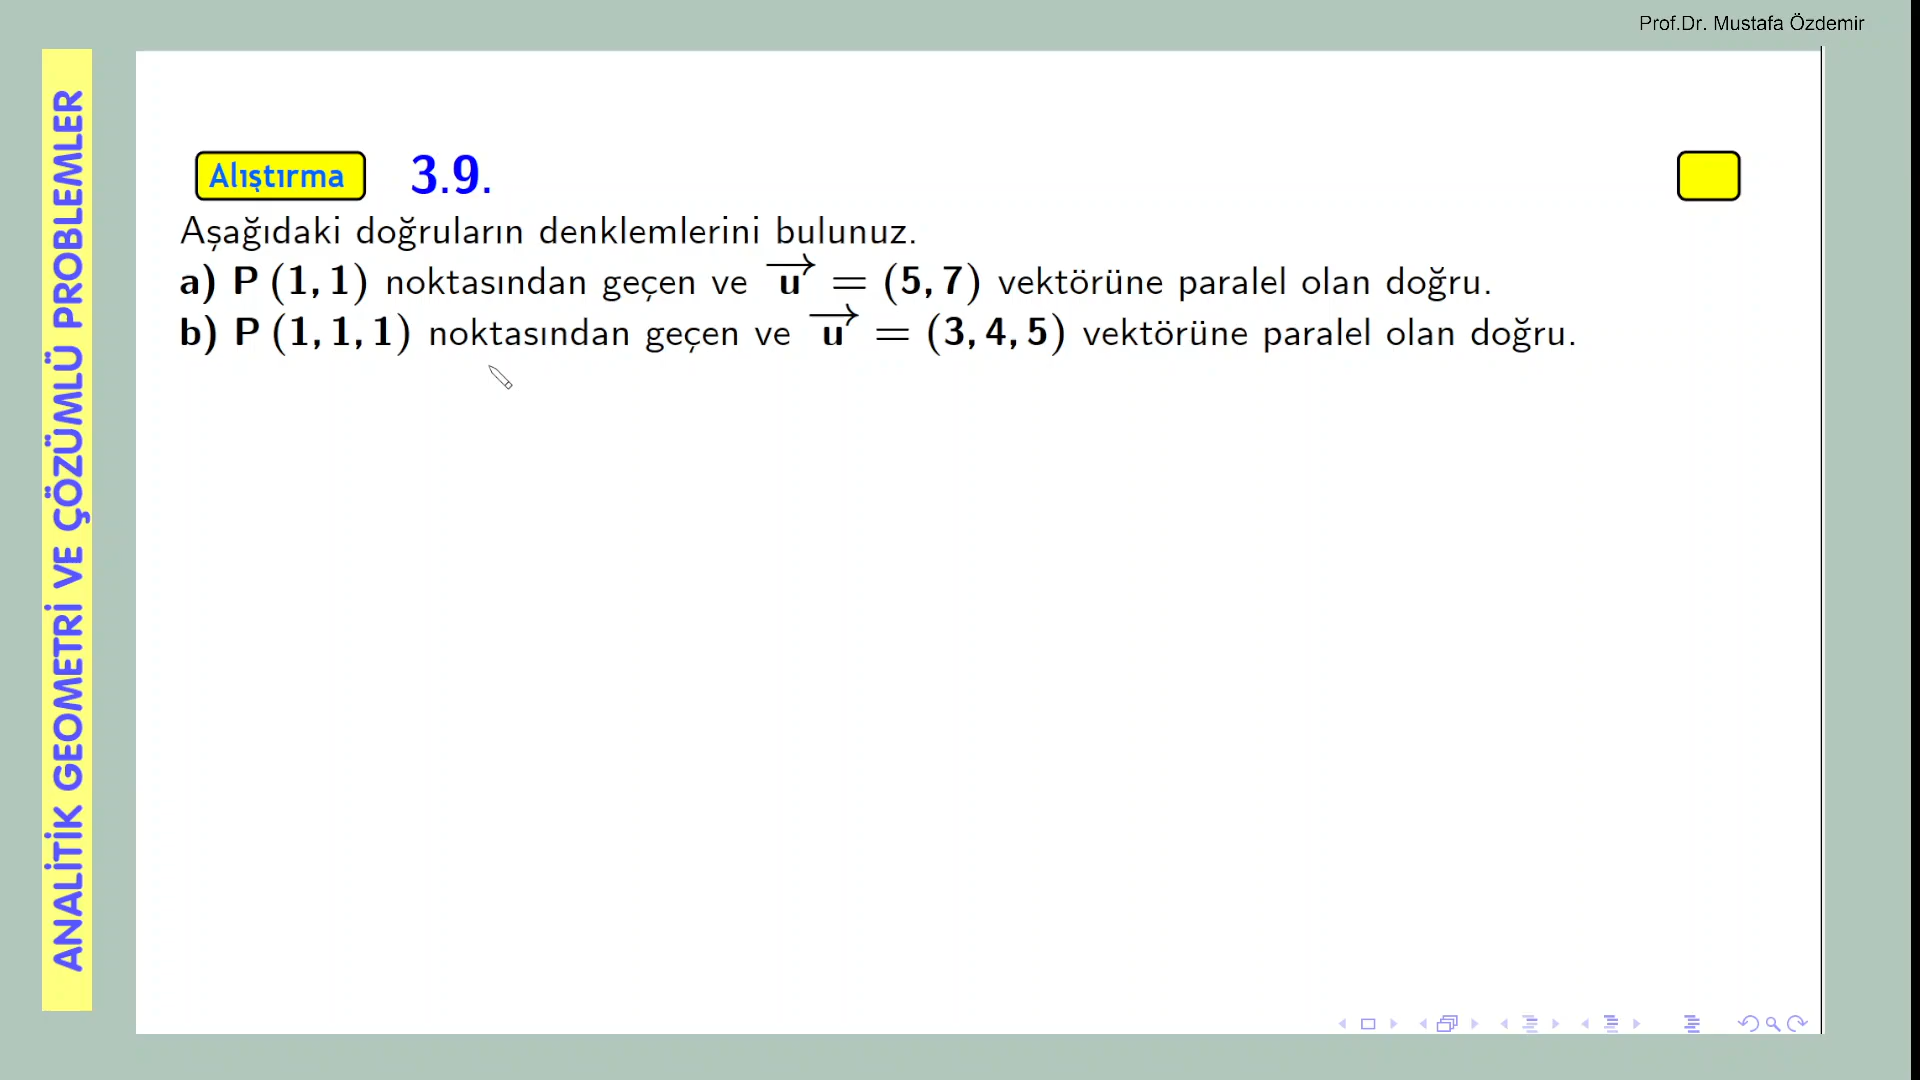 Prof.Dr. Mustafa Özdemir
ANALİTİK GEOMETRİ VE ÇÖZÜMLÜ PROBLEMLER
Alıştırma 3.9.
Aşağıdaki doğruların denklemlerini bulunuz.
a) P (1, 1) noktasından geçen ve u⃗ = (5, 7) vektörüne paralel olan doğru.
b) P (1, 1, 1) noktasından geçen ve u⃗ = (3, 4, 5) vektörüne paralel olan doğru.